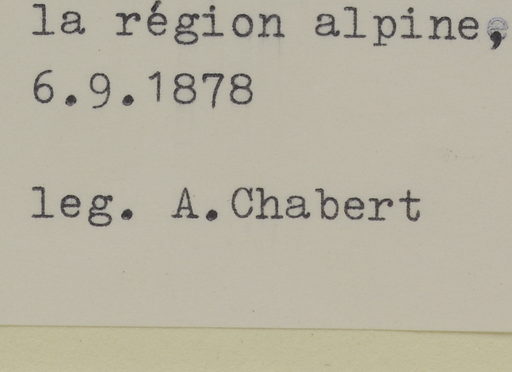 la région alpine,
6.9.1878
leg. A.Chabert